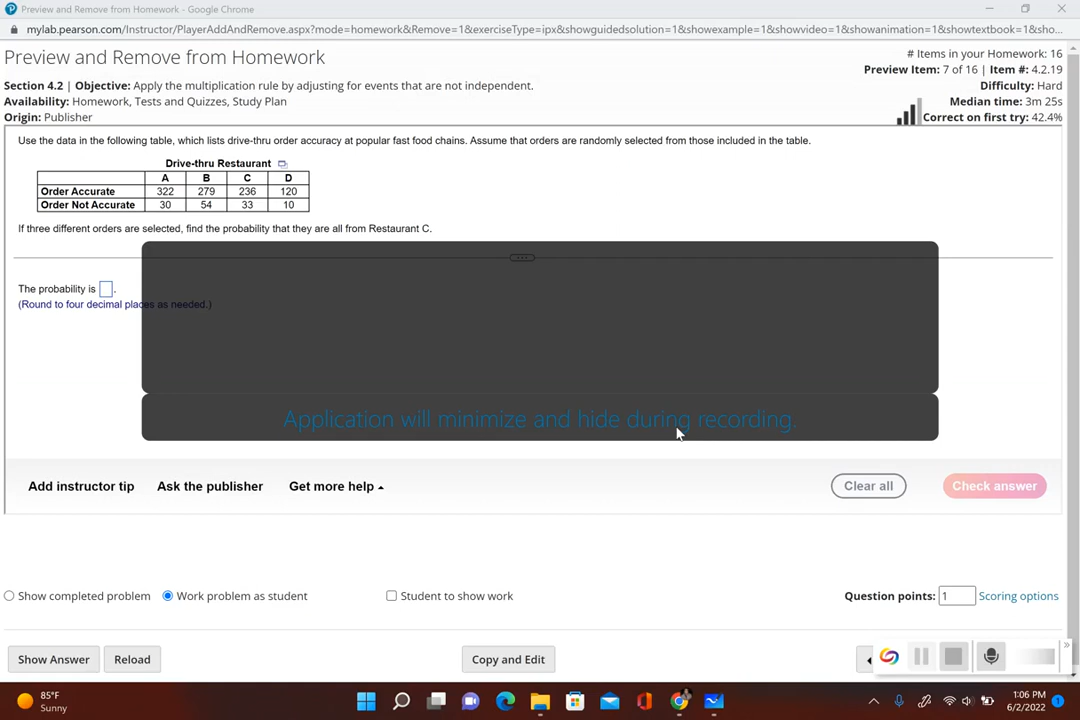 Preview and Remove from Homework - Google Chrome
mylab.pearson.com/Instructor/PlayerAddAndRemove.aspx?mode=homework&Remove=1&exerciseType=ipx&showguidedsolution=1&showvideo=1&showanimation=1&showtextbook=1&sho...
Preview and Remove from Homework
# Items in your Homework: 16
Preview Item: 7 of 16 | Item #: 4.2.19
Section 4.2 | Objective: Apply the multiplication rule by adjusting for events that are not independent.
Difficulty: Hard
Availability: Homework, Tests and Quizzes, Study Plan
Median time: 3m 25s
Origin: Publisher
Correct on first try: 42.4%
Use the data in the following table, which lists drive-thru order accuracy at popular fast food chains. Assume that orders are randomly selected from those included in the table.
Drive-thru Restaurant
A B C D
Order Accurate 322 279 236 120
Order Not Accurate 30 54 33 10
If three different orders are selected, find the probability that they are all from Restaurant C.
The probability is .
(Round to four decimal places as needed.)
Application will minimize and hide during recording.
Add instructor tip Ask the publisher Get more help
Clear all Check answer
Show completed problem Work problem as student Student to show work Question points: 1 Scoring options
Show Answer Reload Copy and Edit
85°F
Sunny
1:06 PM
6/2/2022
1